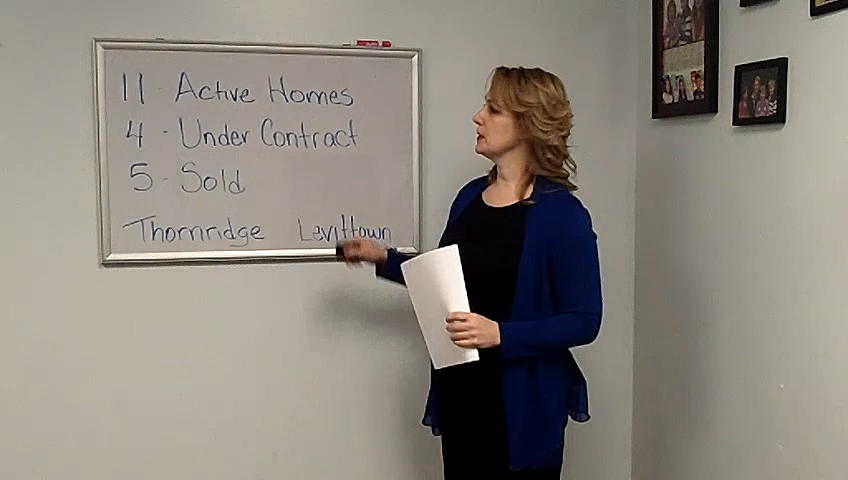 11 - Active Homes
4 - Under Contract
5 - Sold
Thornridge Levittown